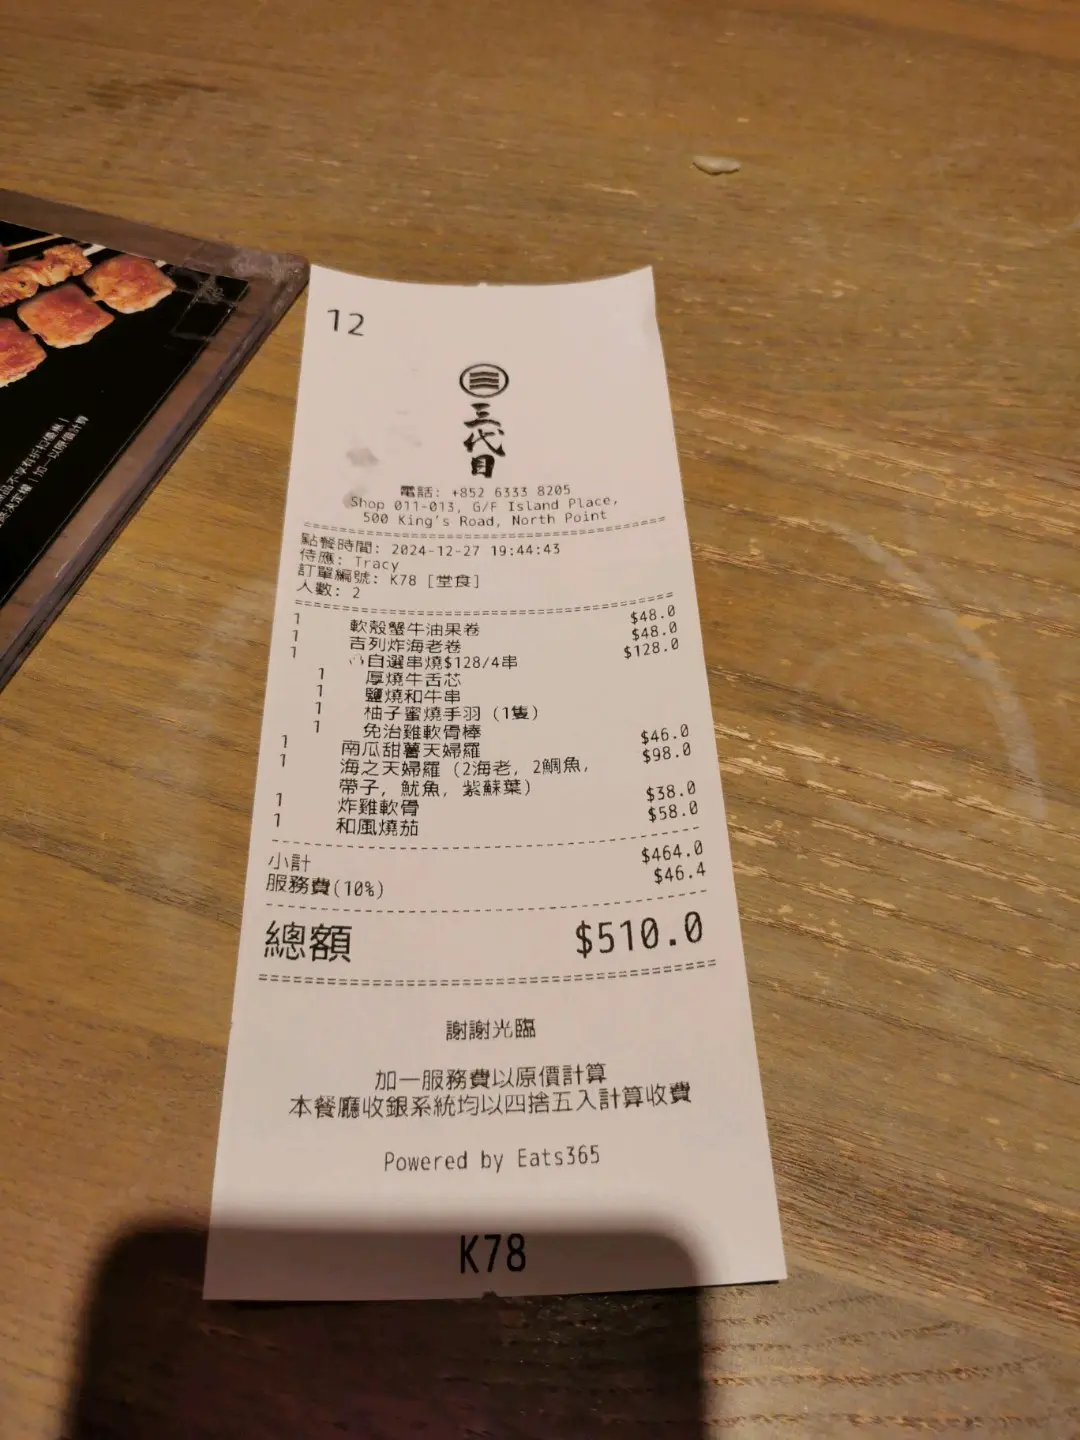 12
三代目
電話: +852 6333 8205
Shop 011-013, G/F Island Place,
500 King's Road, North Point
點餐時間: 2024-12-27 19:44:43
侍應: Tracy
訂單編號: K78 [堂食]
人數: 2
1 軟殼蟹牛油果卷 $48.0
1 吉列炸海老卷 $48.0
1 自選串燒$128/4串 $128.0
1 厚燒牛舌芯
1 鹽燒和牛串
1 柚子蜜燒手羽 (1隻)
1 免治雞軟骨棒
1 南瓜甜薯天婦羅 $46.0
1 海之天婦羅 (2海老, 2鯛魚, $98.0
帶子, 魷魚, 紫蘇葉)
1 炸雞軟骨 $38.0
1 和風燒茄 $58.0
小計 $464.0
服務費(10%) $46.4
總額 $510.0
謝謝光臨
加一服務費以原價計算
本餐廳收銀系統均以四捨五入計算收費
Powered by Eats365
K78
加一以原價計算